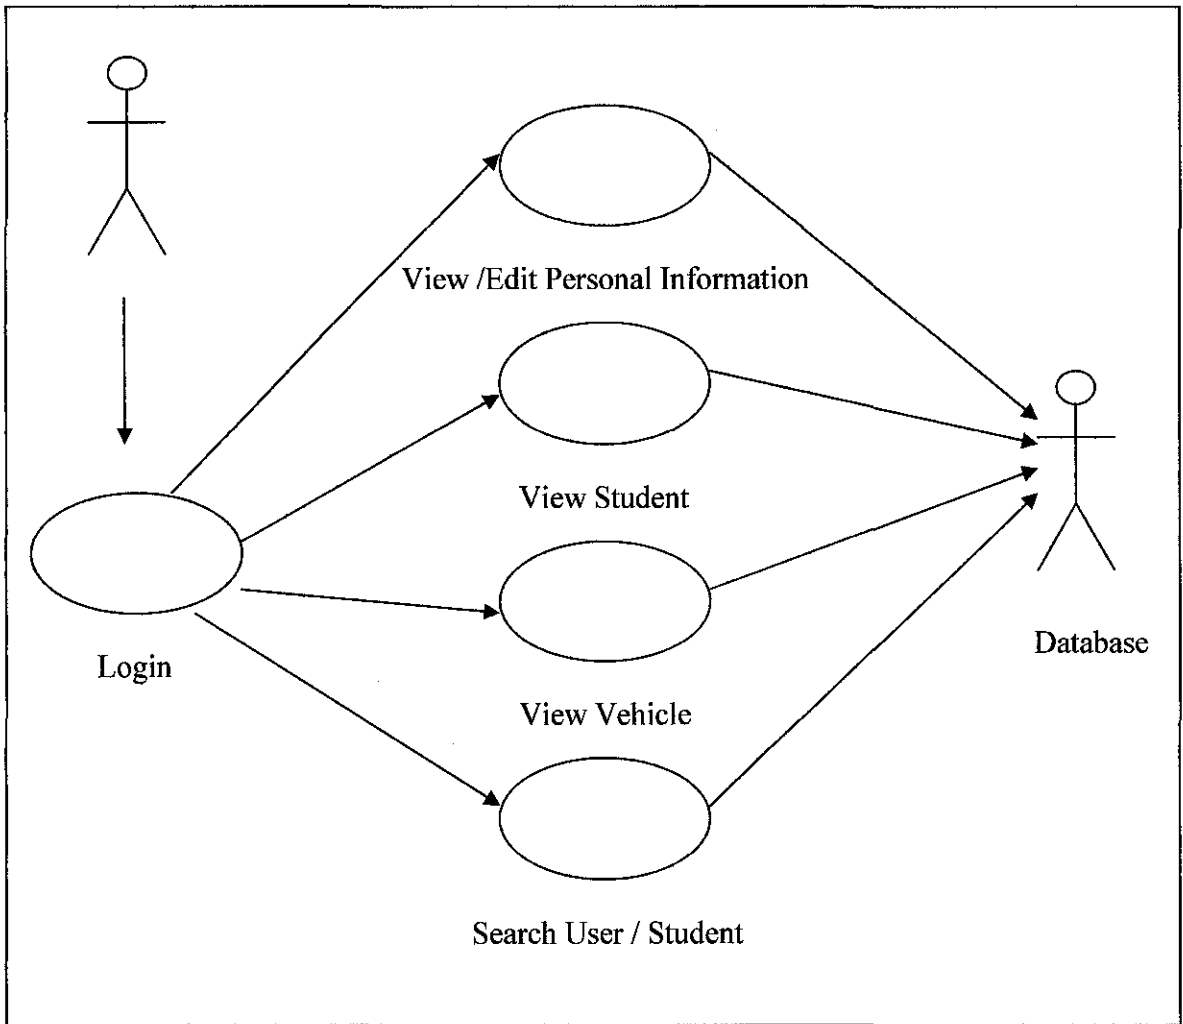 View /Edit Personal Information
View Student
Login
Database
View Vehicle
Search User / Student